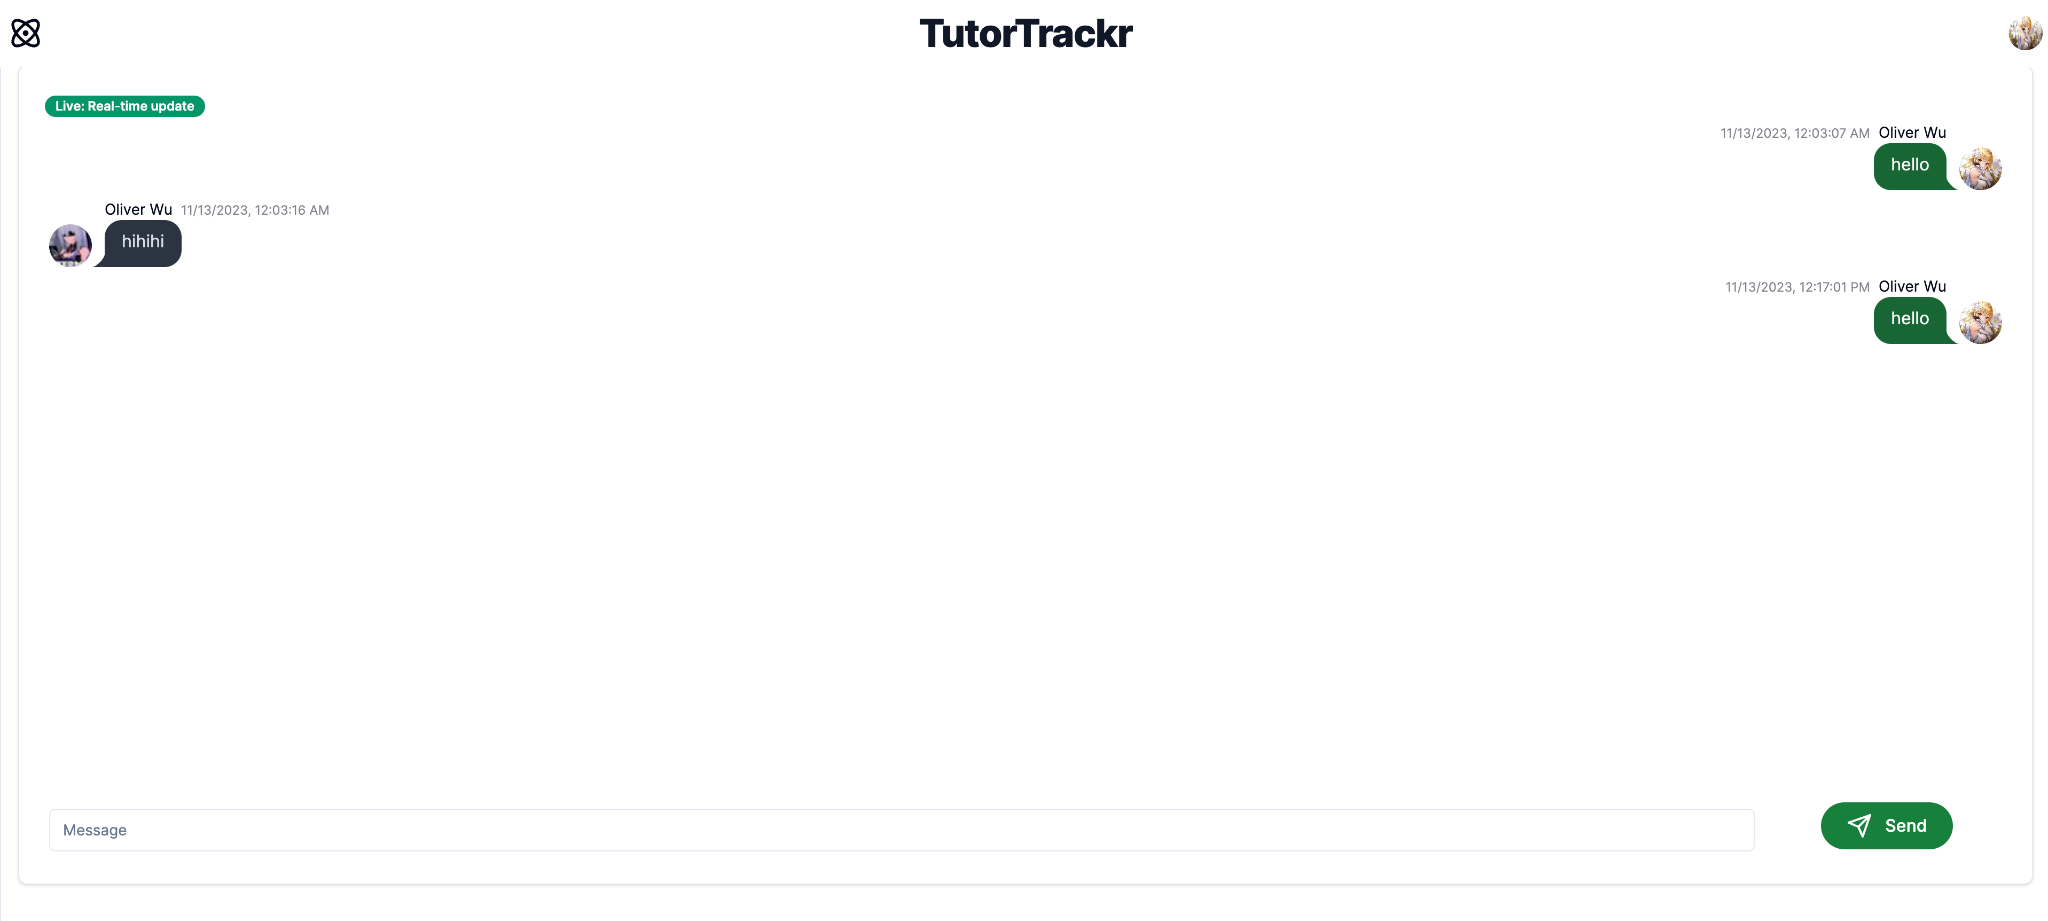 TutorTrackr
Live: Real-time update
11/13/2023, 12:03:07 AM Oliver Wu
hello
Oliver Wu 11/13/2023, 12:03:16 AM
hihihi
11/13/2023, 12:17:01 PM Oliver Wu
hello
Message
Send